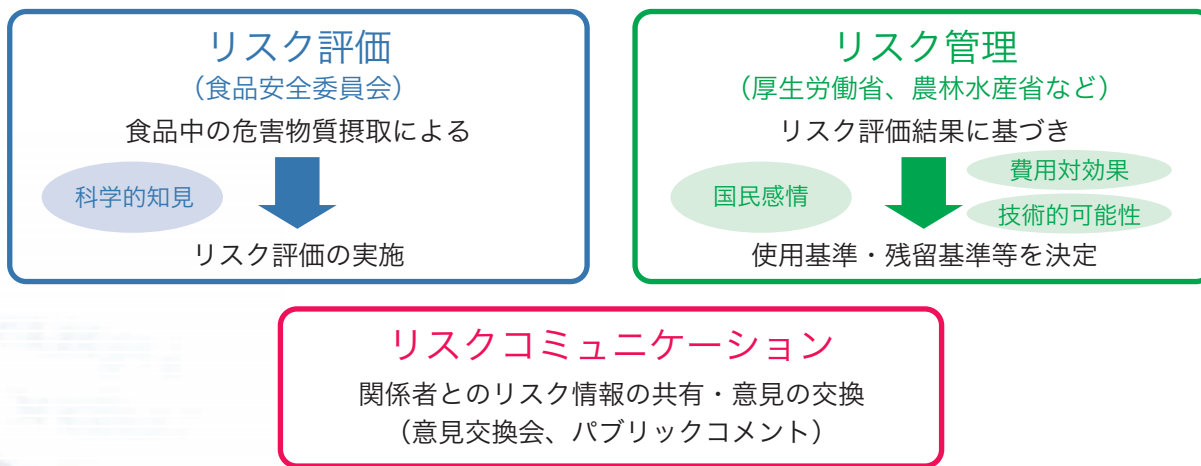 リスク評価
（食品安全委員会）
食品中の危害物質摂取による
科学的知見
リスク評価の実施
リスク管理
（厚生労働省、農林水産省など）
リスク評価結果に基づき
国民感情
費用対効果
技術的可能性
使用基準・残留基準等を決定
リスクコミュニケーション
関係者とのリスク情報の共有・意見の交換
（意見交換会、パブリックコメント）